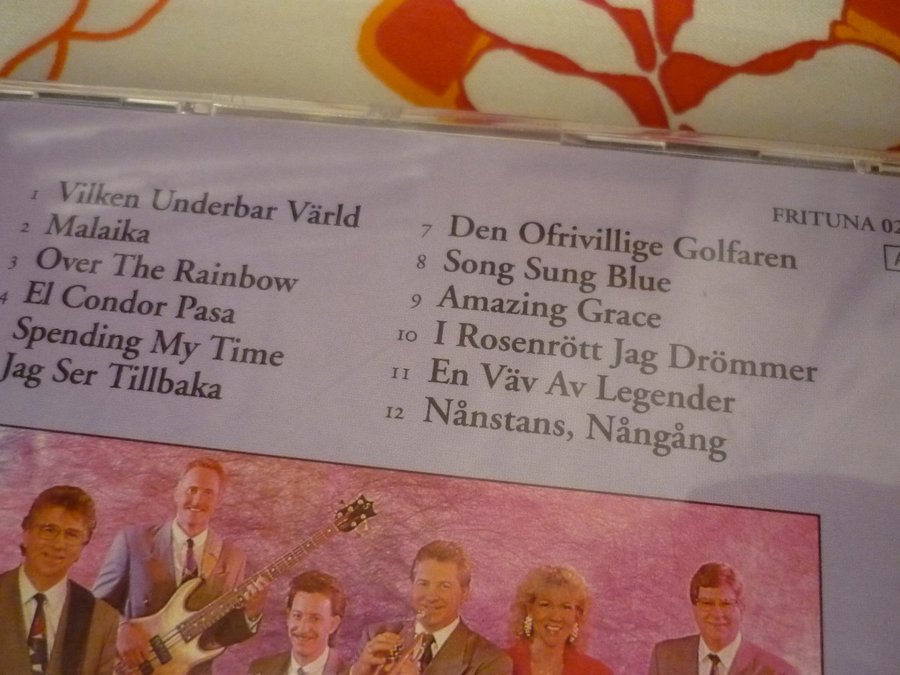 1 Vilken Underbar Värld
2 Malaika
3 Over The Rainbow
4 El Condor Pasa
Spending My Time
Jag Ser Tillbaka
7 Den Ofrivillige Golfaren
8 Song Sung Blue
9 Amazing Grace
10 I Rosenrött Jag Drömmer
11 En Väv Av Legender
12 Nånstans, Nångång
FRITUNA 02
A